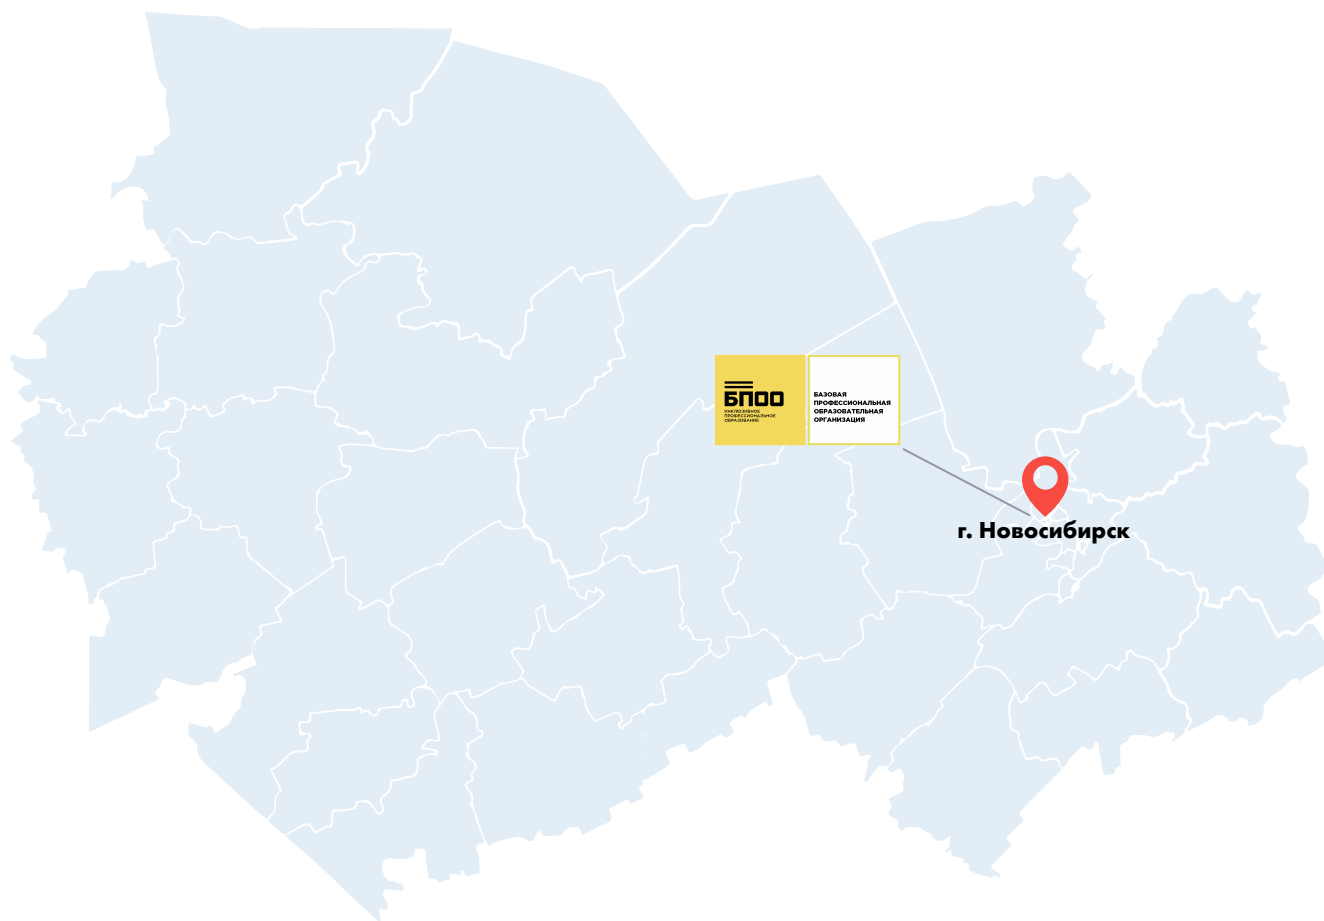 БПОО
ИНКЛЮЗИВНОЕ
ПРОФЕССИОНАЛЬНОЕ
ОБРАЗОВАНИЕ
БАЗОВАЯ
ПРОФЕССИОНАЛЬНАЯ
ОБРАЗОВАТЕЛЬНАЯ
ОРГАНИЗАЦИЯ
г. Новосибирск